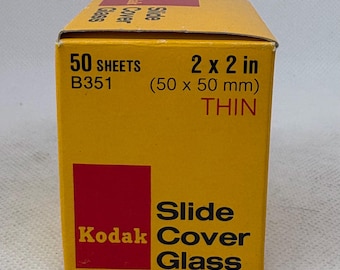 Slide
Cover
Glass
50 SHEETS 2 x 2 in
B351 (50 x 50 mm)
THIN
Kodak
Slide
Cover
Glass